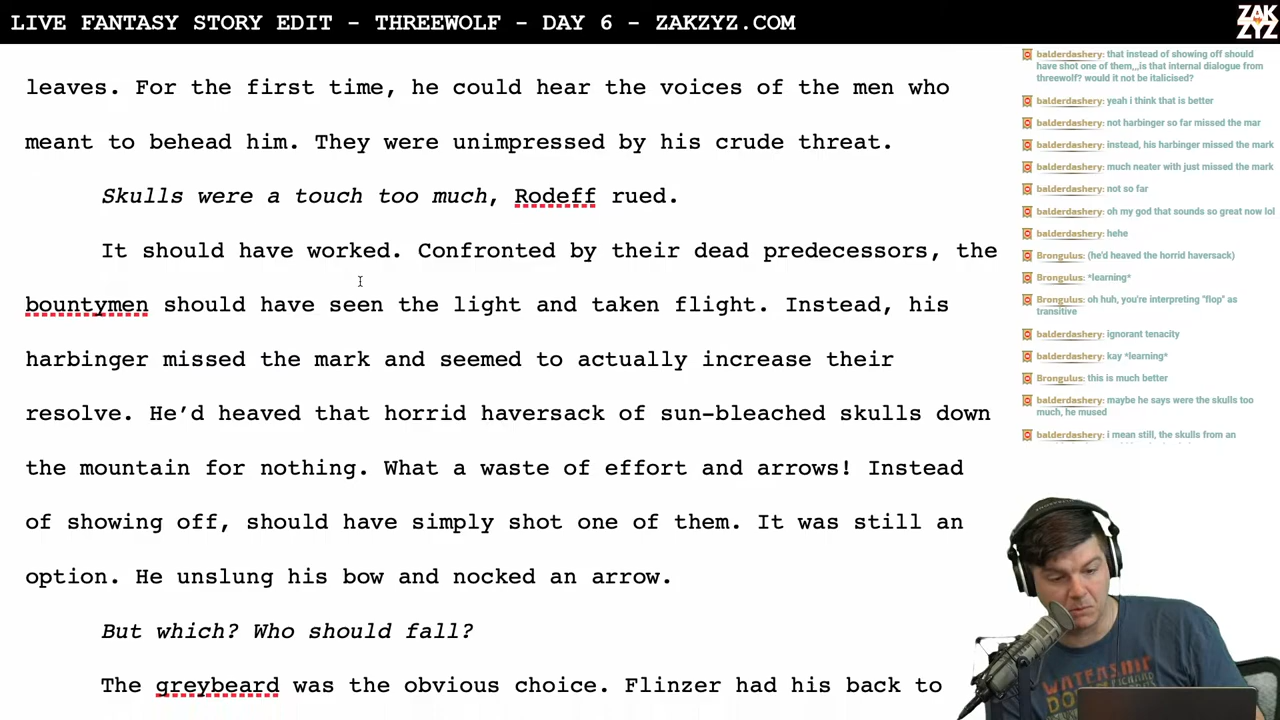 LIVE FANTASY STORY EDIT - THREEWOLF - DAY 6 - ZAKZYZ.COM
ZAK
ZYZ
leaves. For the first time, he could hear the voices of the men who
meant to behead him. They were unimpressed by his crude threat.
Skulls were a touch too much, Rodeff rued.
It should have worked. Confronted by their dead predecessors, the
bountymen should have seen the light and taken flight. Instead, his
harbinger missed the mark and seemed to actually increase their
resolve. He’d heaved that horrid haversack of sun-bleached skulls down
the mountain for nothing. What a waste of effort and arrows! Instead
of showing off, should have simply shot one of them. It was still an
option. He unslung his bow and nocked an arrow.
But which? Who should fall?
The greybeard was the obvious choice. Flinzer had his back to
balderdashery: that instead of showing off should
have shot one of them,,,is that internal dialogue from
threewolf? would it not be italicised?
balderdashery: yeah i think that is better
balderdashery: not harbinger so far missed the mar
balderdashery: instead, his harbinger missed the mark
balderdashery: much neater with just missed the mark
balderdashery: not so far
balderdashery: oh my god that sounds so great now lol
balderdashery: hehe
Brongulus: (he'd heaved the horrid haversack)
Brongulus: *learning*
Brongulus: oh huh, you're interpreting "flop" as
transitive
balderdashery: ignorant tenacity
balderdashery: kay *learning*
Brongulus: this is much better
balderdashery: maybe he says were the skulls too
much, he mused
balderdashery: i mean still, the skulls from an
WATERSHIP
RICHARD